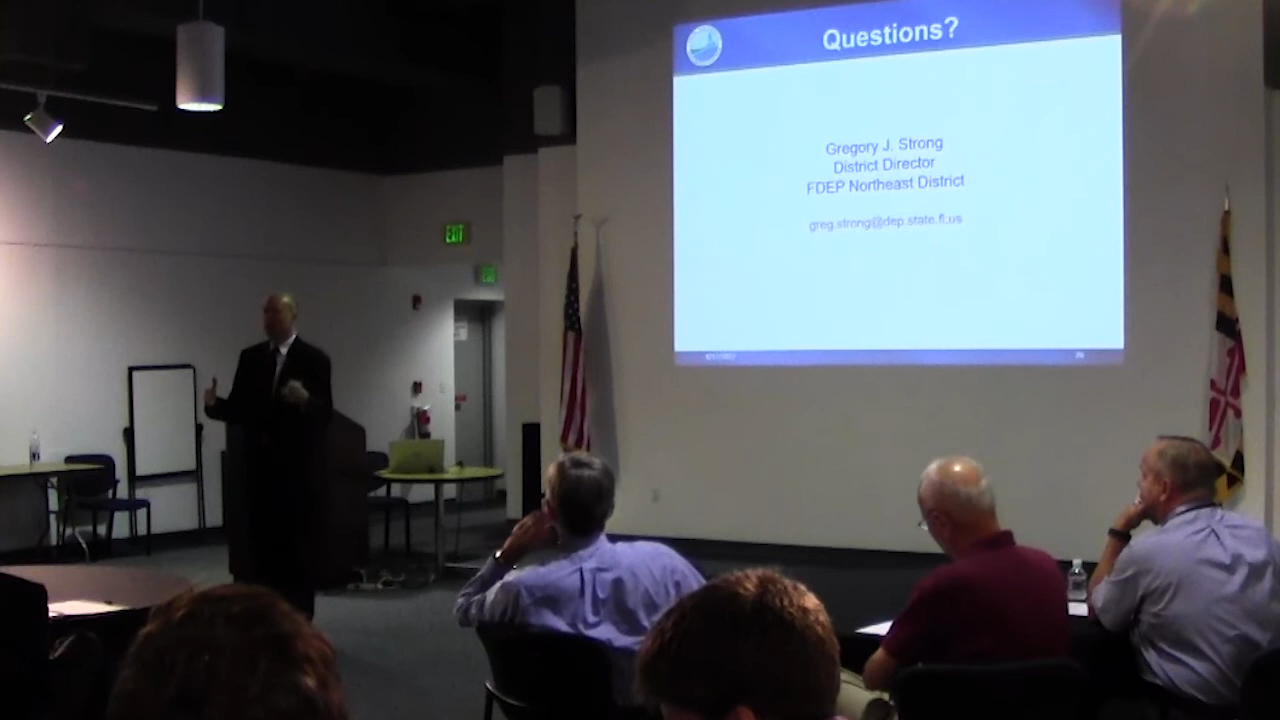 Questions?
Gregory J. Strong
District Director
FDEP Northeast District
greg.strong@dep.state.fl.us
EXIT